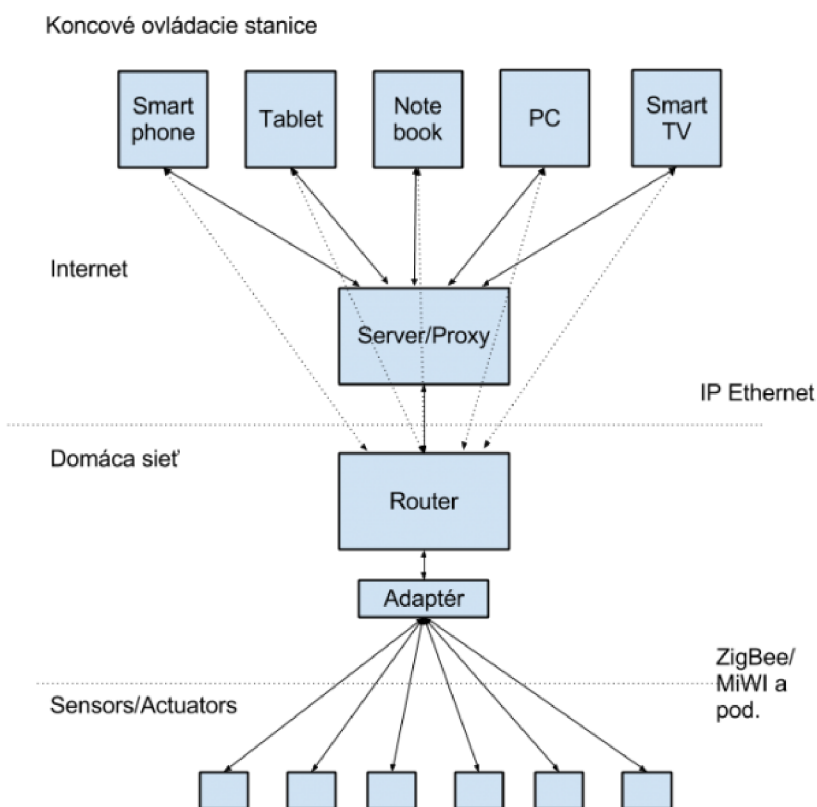 Koncové ovládacie stanice
Smart
phone
Tablet
Note
book
PC
Smart
TV
Internet
Server/Proxy
IP Ethernet
Domáca sieť
Router
Adaptér
ZigBee/
MiWI a
pod.
Sensors/Actuators